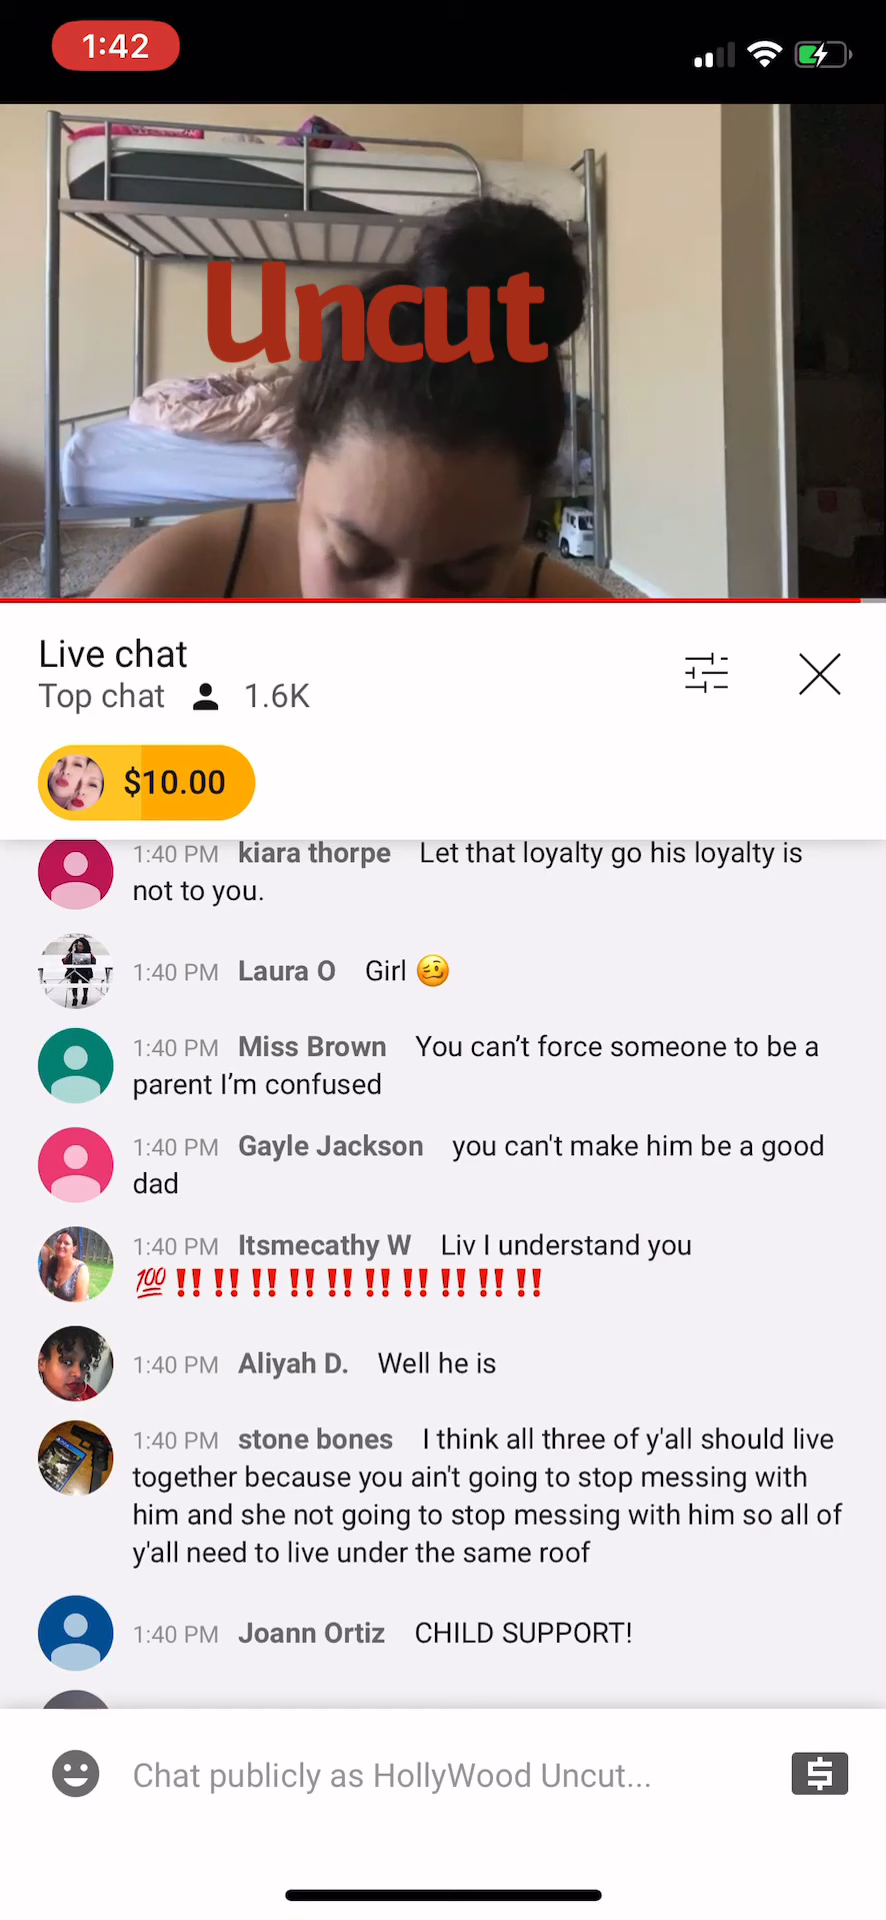 1:42
Uncut
Live chat
Top chat 1.6K
$10.00
1:40 PM kiara thorpe Let that loyalty go his loyalty is
not to you.
1:40 PM Laura O Girl 🥴
1:40 PM Miss Brown You can’t force someone to be a
parent I’m confused
1:40 PM Gayle Jackson you can't make him be a good
dad
1:40 PM Itsmecathy W Liv I understand you
💯‼️‼️‼️‼️‼️‼️‼️‼️‼️‼️
1:40 PM Aliyah D. Well he is
1:40 PM stone bones I think all three of y'all should live
together because you ain't going to stop messing with
him and she not going to stop messing with him so all of
y'all need to live under the same roof
1:40 PM Joann Ortiz CHILD SUPPORT!
Chat publicly as HollyWood Uncut...